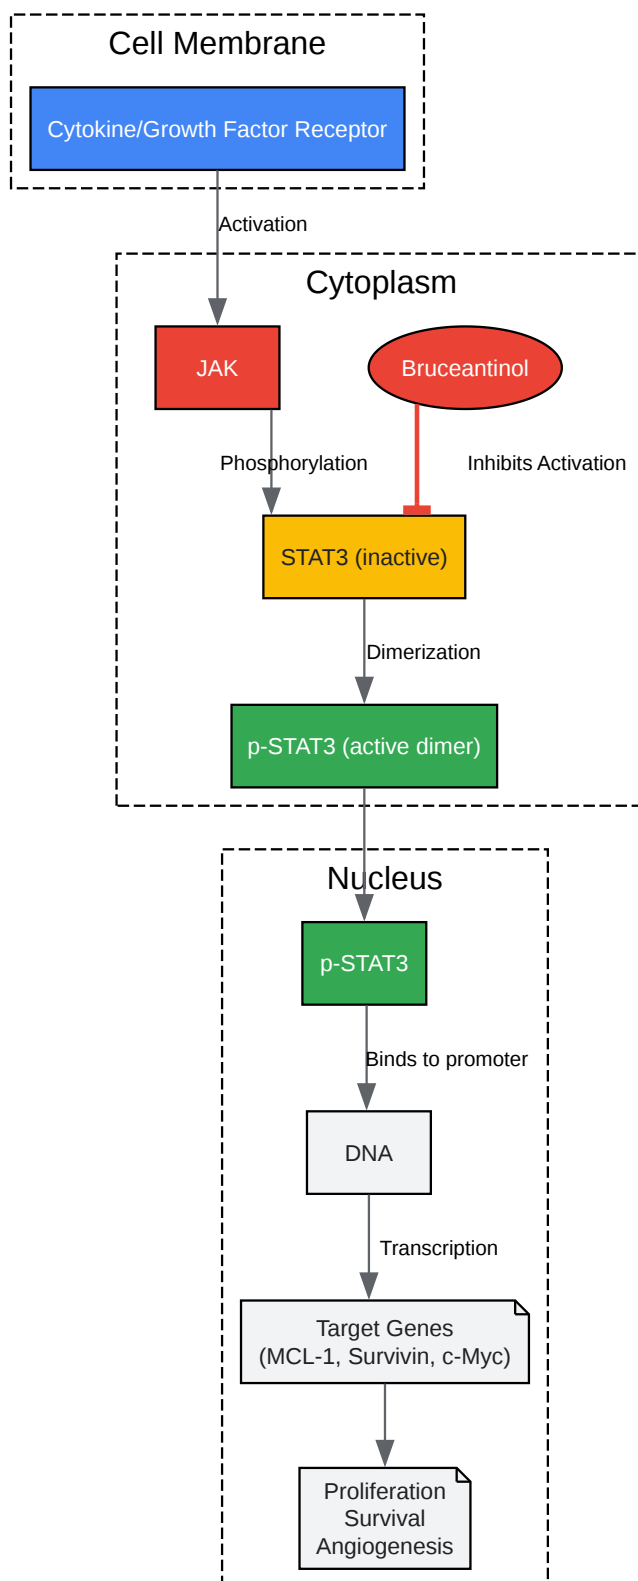 Cell Membrane
Cytokine/Growth Factor Receptor
Activation
Cytoplasm
JAK
Bruceantinol
Phosphorylation
Inhibits Activation
STAT3 (inactive)
Dimerization
p-STAT3 (active dimer)
Nucleus
p-STAT3
Binds to promoter
DNA
Transcription
Target Genes
(MCL-1, Survivin, c-Myc)
Proliferation
Survival
Angiogenesis